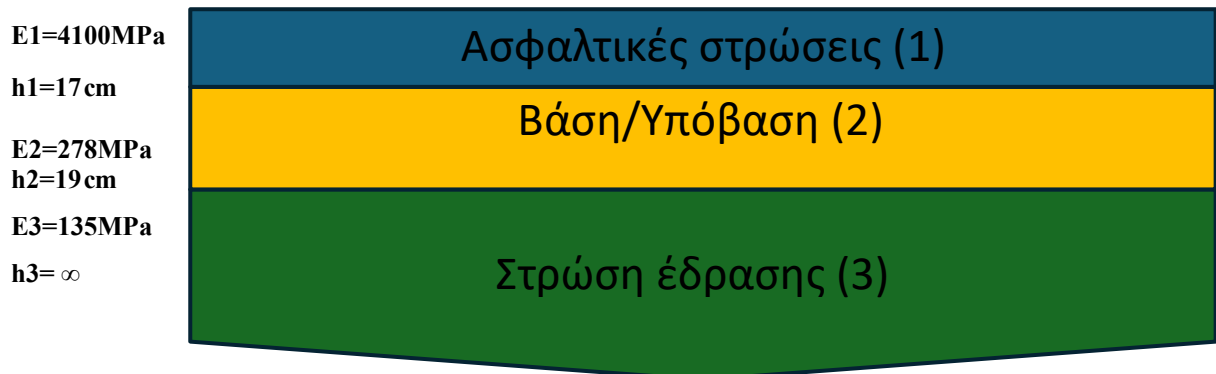 E1=4100MPa
Ασφαλτικές στρώσεις (1)
h1=17cm
Βάση/Υπόβαση (2)
E2=278MPa
h2=19cm
E3=135MPa
Στρώση έδρασης (3)
h3= ∞